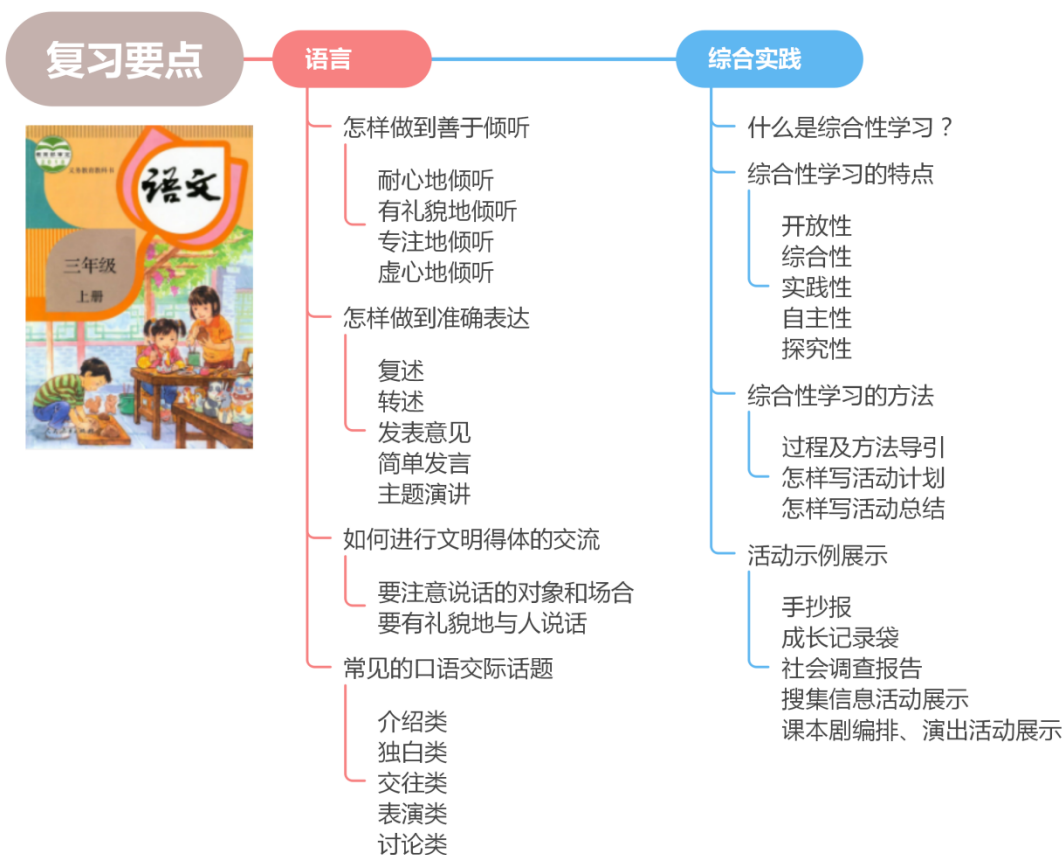 复习要点
语文
三年级
上册
义务教育教科书
语言
怎样做到善于倾听
耐心地倾听
有礼貌地倾听
专注地倾听
虚心地倾听
怎样做到准确表达
复述
转述
发表意见
简单发言
主题演讲
如何进行文明得体的交流
要注意说话的对象和场合
要有礼貌地与人说话
常见的口语交际话题
介绍类
独白类
交往类
表演类
讨论类
综合实践
什么是综合性学习？
综合性学习的特点
开放性
综合性
实践性
自主性
探究性
综合性学习的方法
过程及方法导引
怎样写活动计划
怎样写活动总结
活动示例展示
手抄报
成长记录袋
社会调查报告
搜集信息活动展示
课本剧编排、演出活动展示